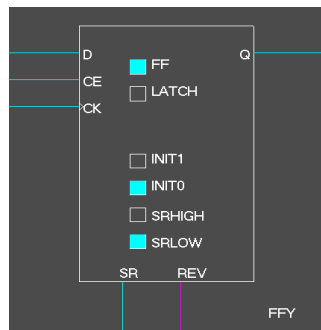 D
FF
Q
CE
LATCH
CK
INIT1
INIT0
SRHIGH
SRLOW
SR REV
FFY